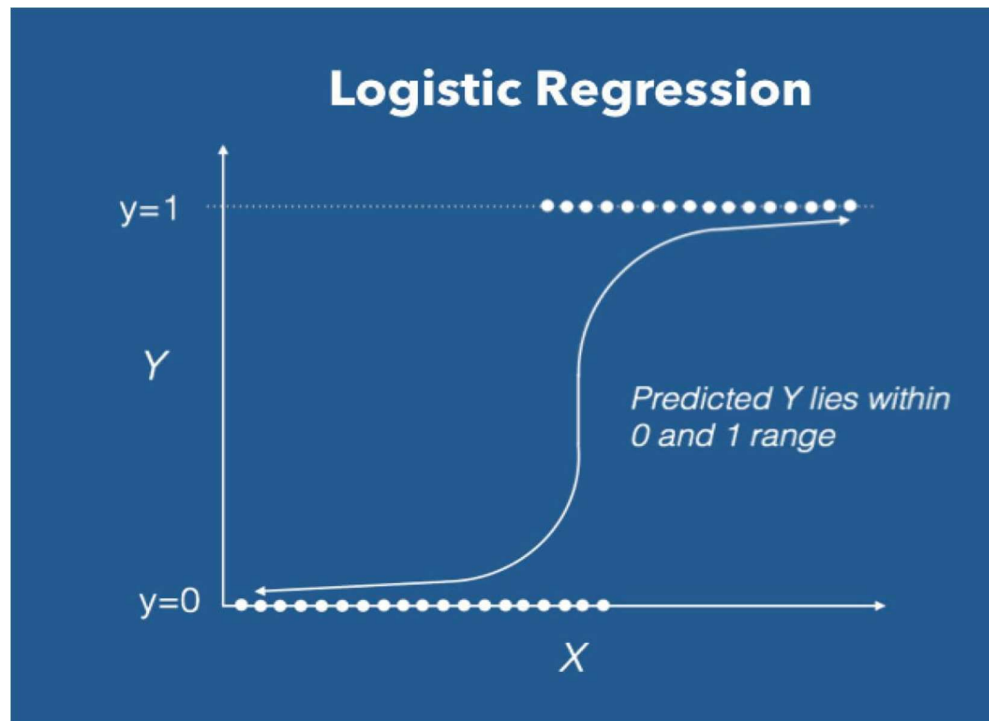 Logistic Regression
y=1
Y
Predicted Y lies within
0 and 1 range
y=0
X